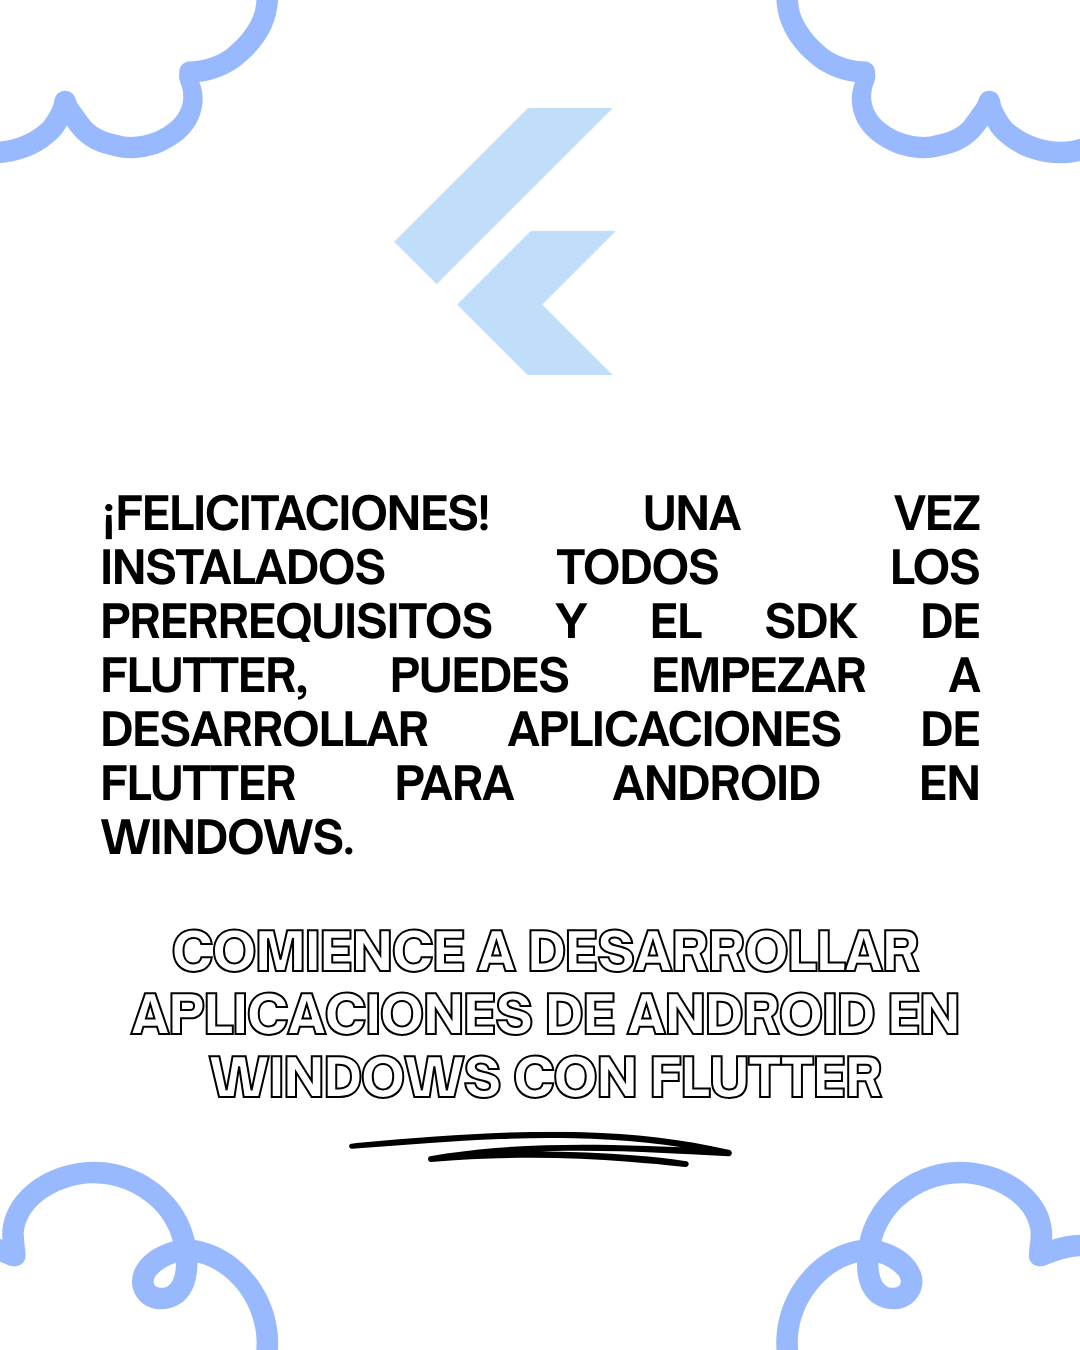 ¡FELICITACIONES! UNA VEZ
INSTALADOS TODOS LOS
PRERREQUISITOS Y EL SDK DE
FLUTTER, PUEDES EMPEZAR A
DESARROLLAR APLICACIONES DE
FLUTTER PARA ANDROID EN
WINDOWS.
COMIENCE A DESARROLLAR
APLICACIONES DE ANDROID EN
WINDOWS CON FLUTTER